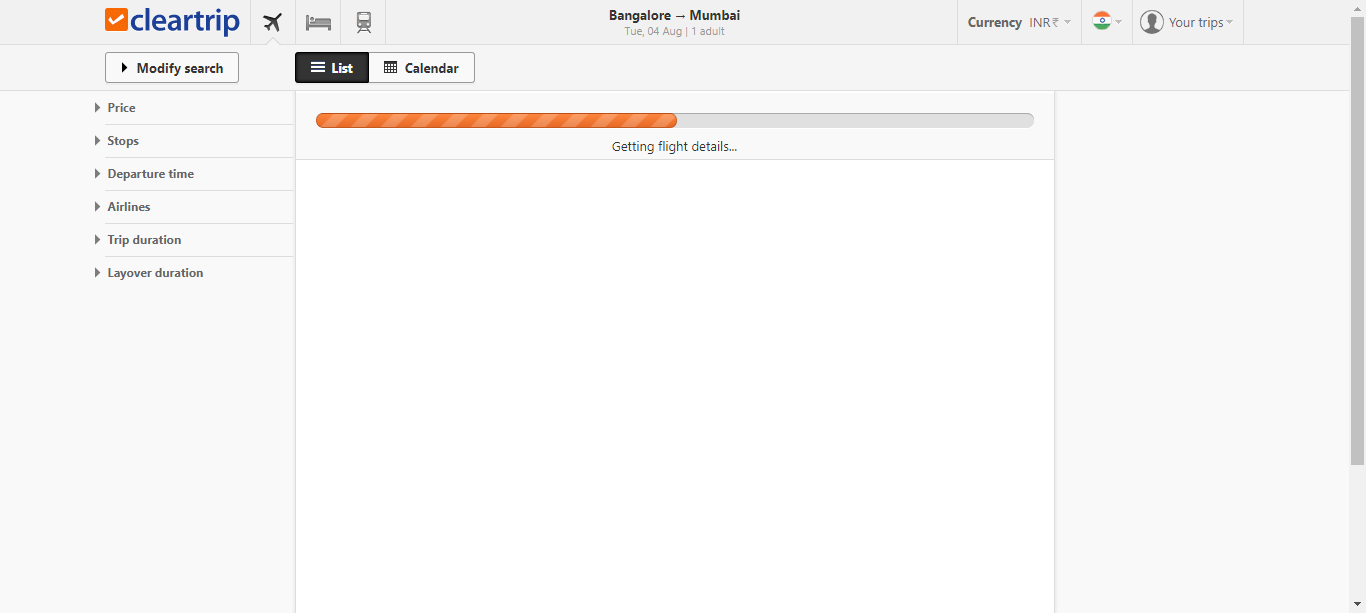 cleartrip
Bangalore → Mumbai
Tue, 04 Aug | 1 adult
Currency INR₹
Your trips
Modify search
List
Calendar
Price
Stops
Departure time
Airlines
Trip duration
Layover duration
Getting flight details...